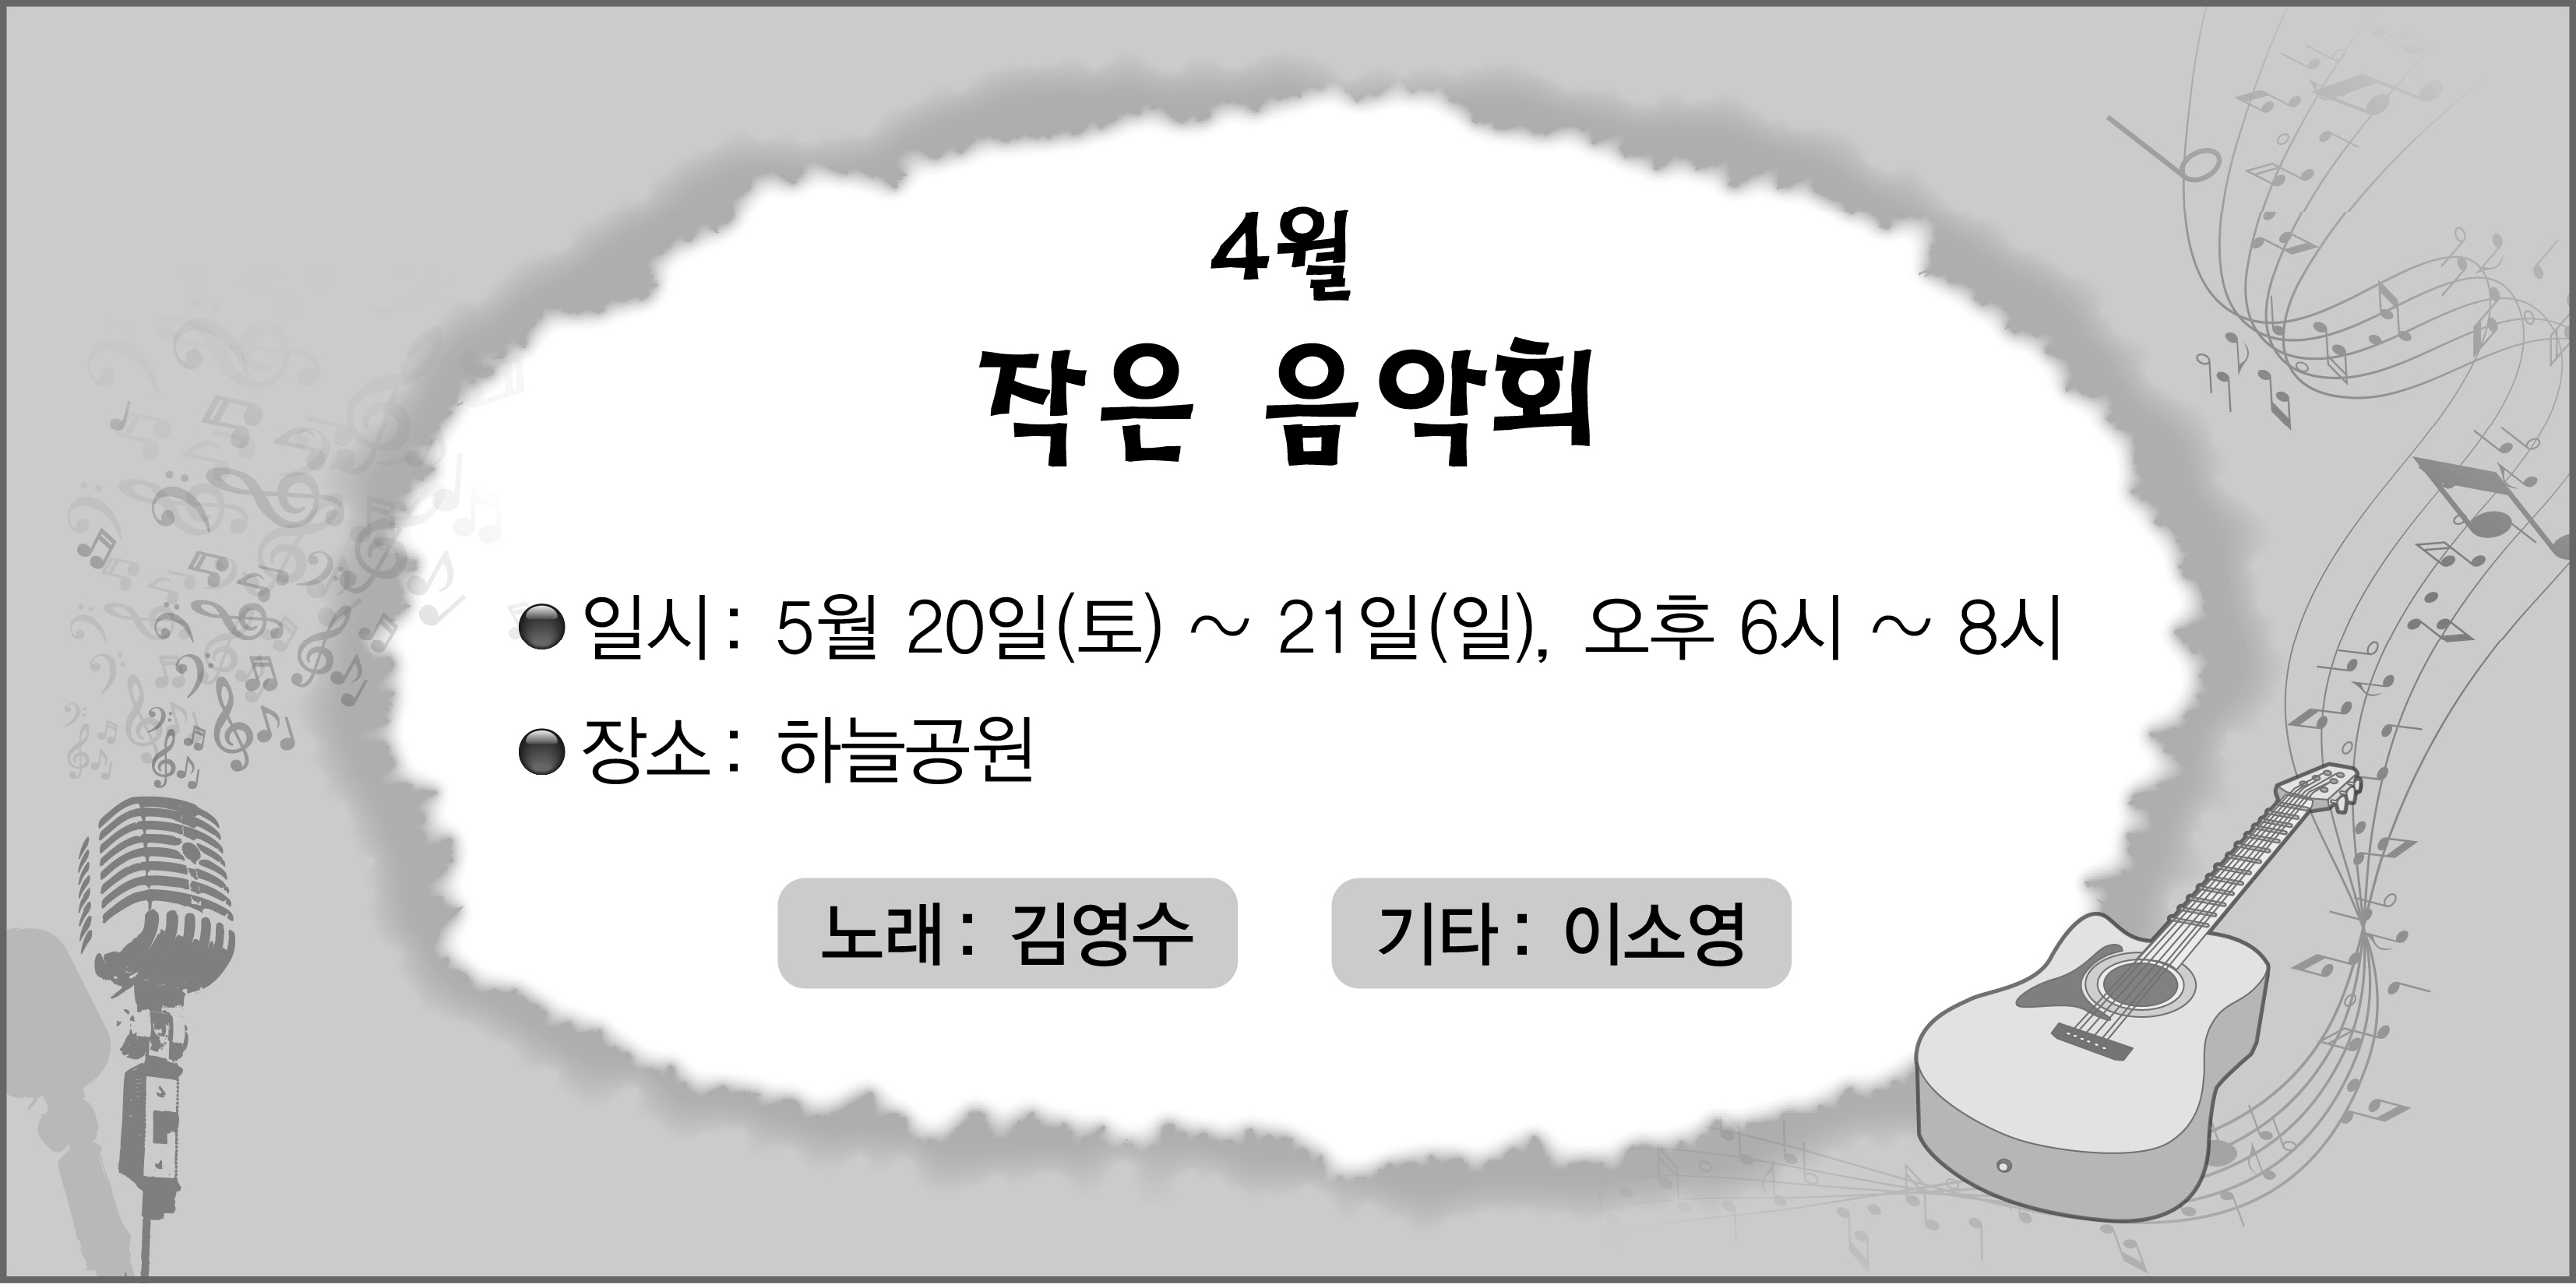 4월
작은 음악회
일시: 5월 20일(토) ~ 21일(일), 오후 6시 ~ 8시
장소: 하늘공원
노래: 김영수 기타: 이소영